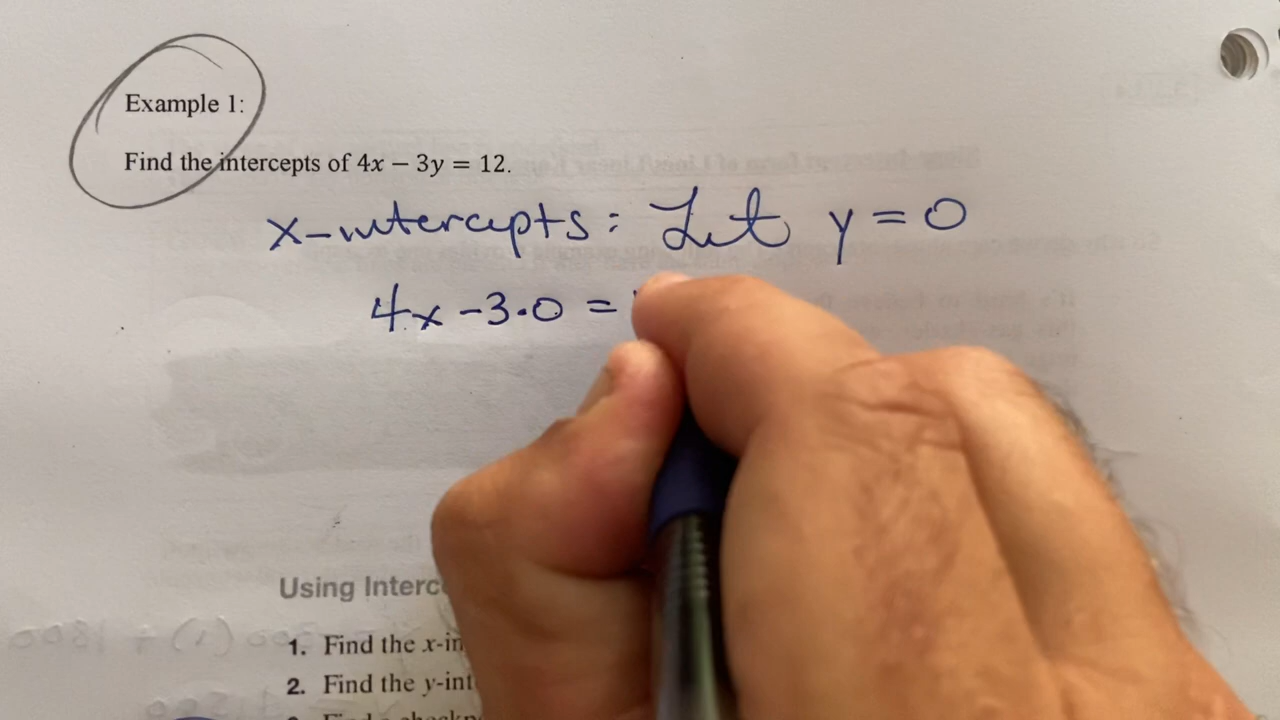 Example 1:
Find the intercepts of 4x − 3y = 12.
x-intercepts: Let y = 0
4x - 3·0 =
Using Interc
1. Find the x-in
2. Find the y-int